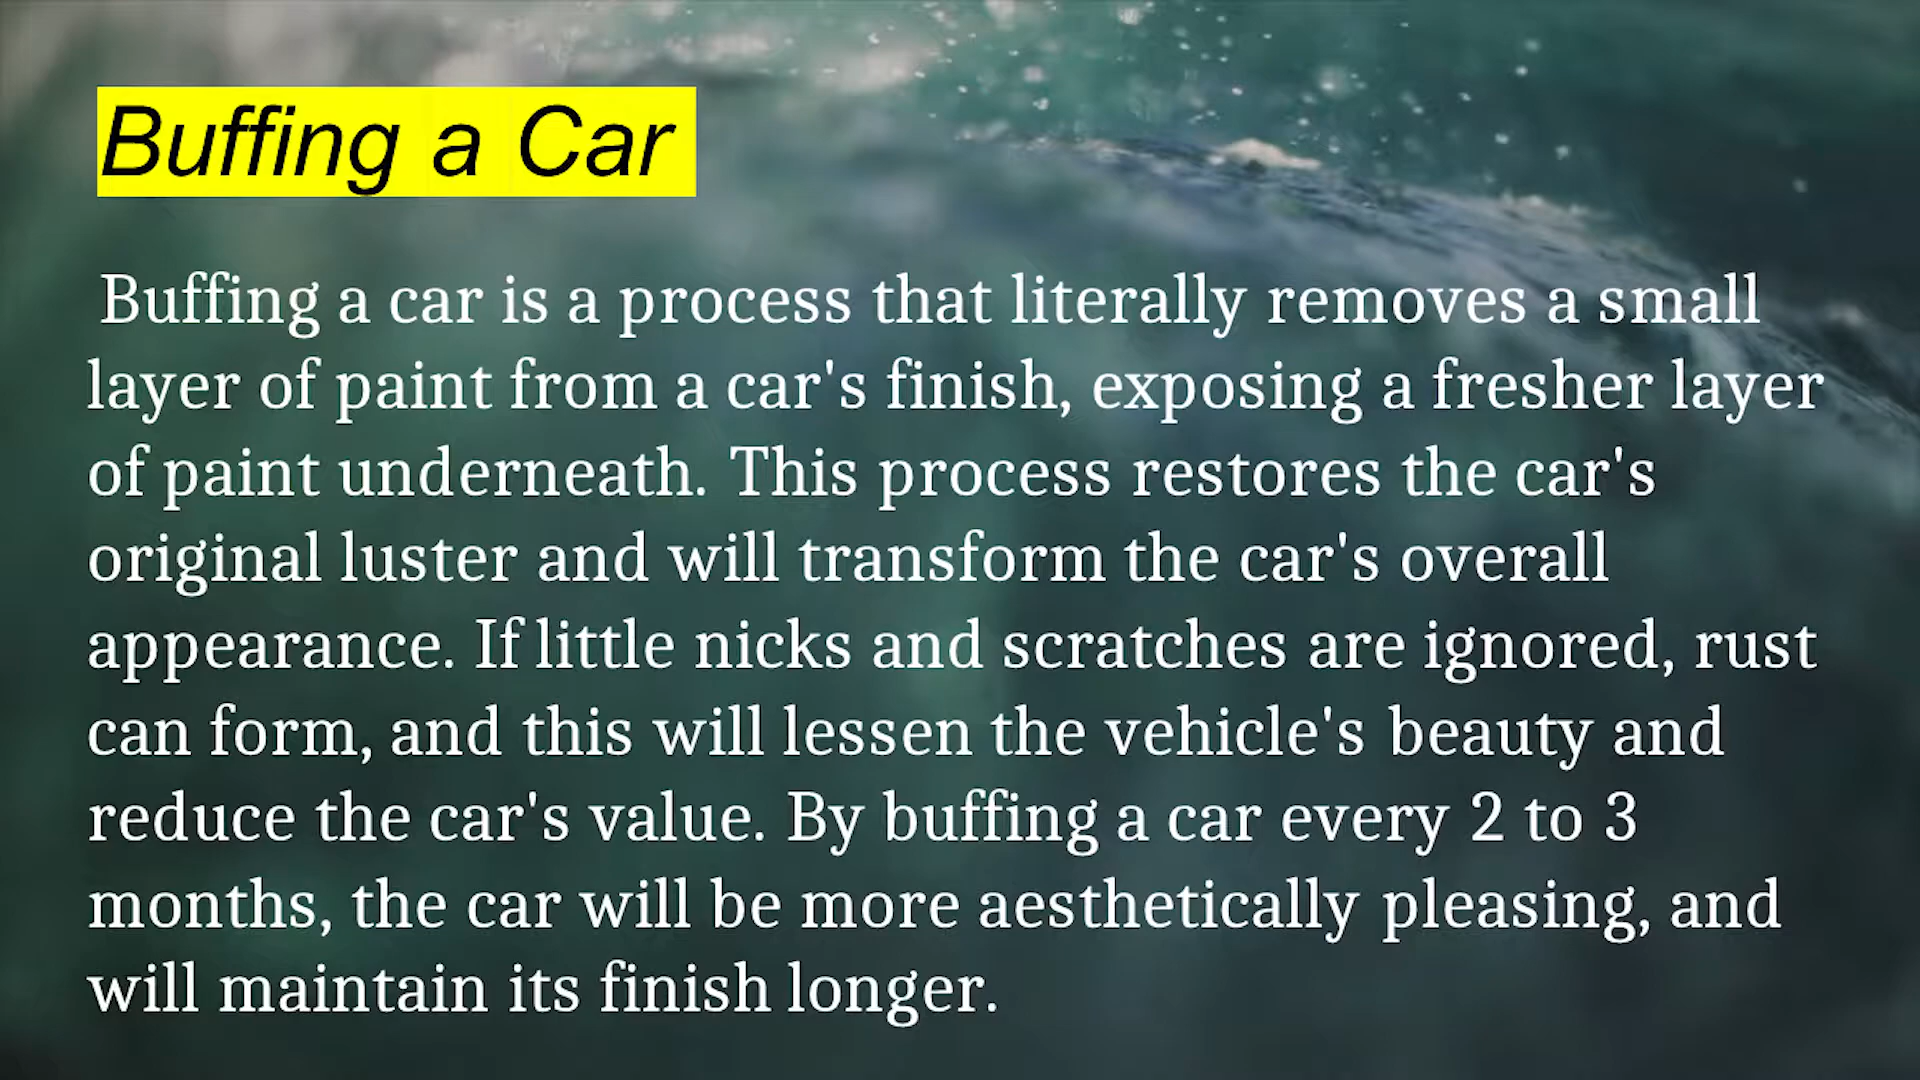 Buffing a Car
Buffing a car is a process that literally removes a small
layer of paint from a car's finish, exposing a fresher layer
of paint underneath. This process restores the car's
original luster and will transform the car's overall
appearance. If little nicks and scratches are ignored, rust
can form, and this will lessen the vehicle's beauty and
reduce the car's value. By buffing a car every 2 to 3
months, the car will be more aesthetically pleasing, and
will maintain its finish longer.